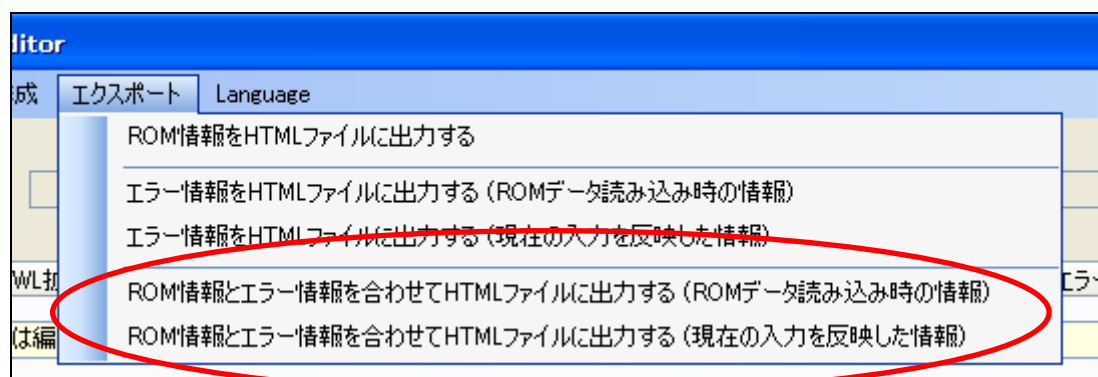 ditor
成 エクスポート Language
ROM情報をHTMLファイルに出力する
エラー情報をHTMLファイルに出力する (ROMデータ読み込み時の情報)
エラー情報をHTMLファイルに出力する (現在の入力を反映した情報)
WL拡 エラー
ROM情報とエラー情報を合わせてHTMLファイルに出力する (ROMデータ読み込み時の情報)
は編 ROM情報とエラー情報を合わせてHTMLファイルに出力する (現在の入力を反映した情報)